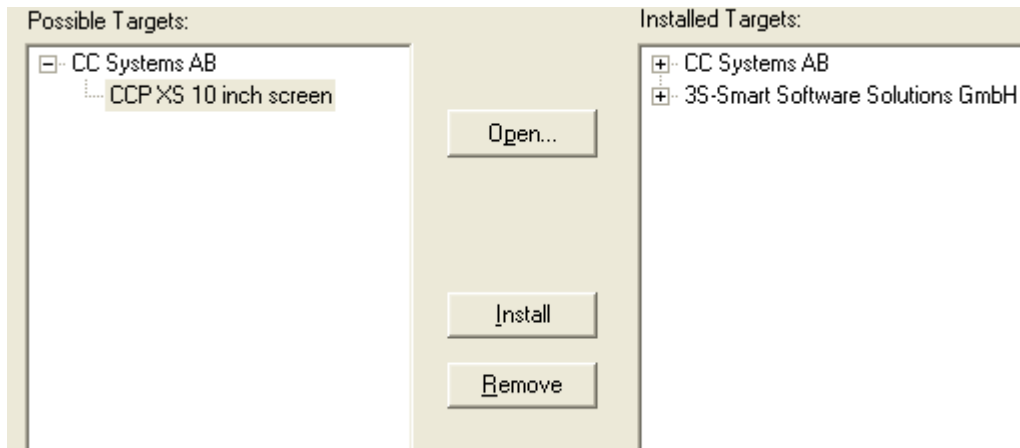 Possible Targets:
CC Systems AB
CCP XS 10 inch screen
Open...
Install
Remove
Installed Targets:
CC Systems AB
3S-Smart Software Solutions GmbH